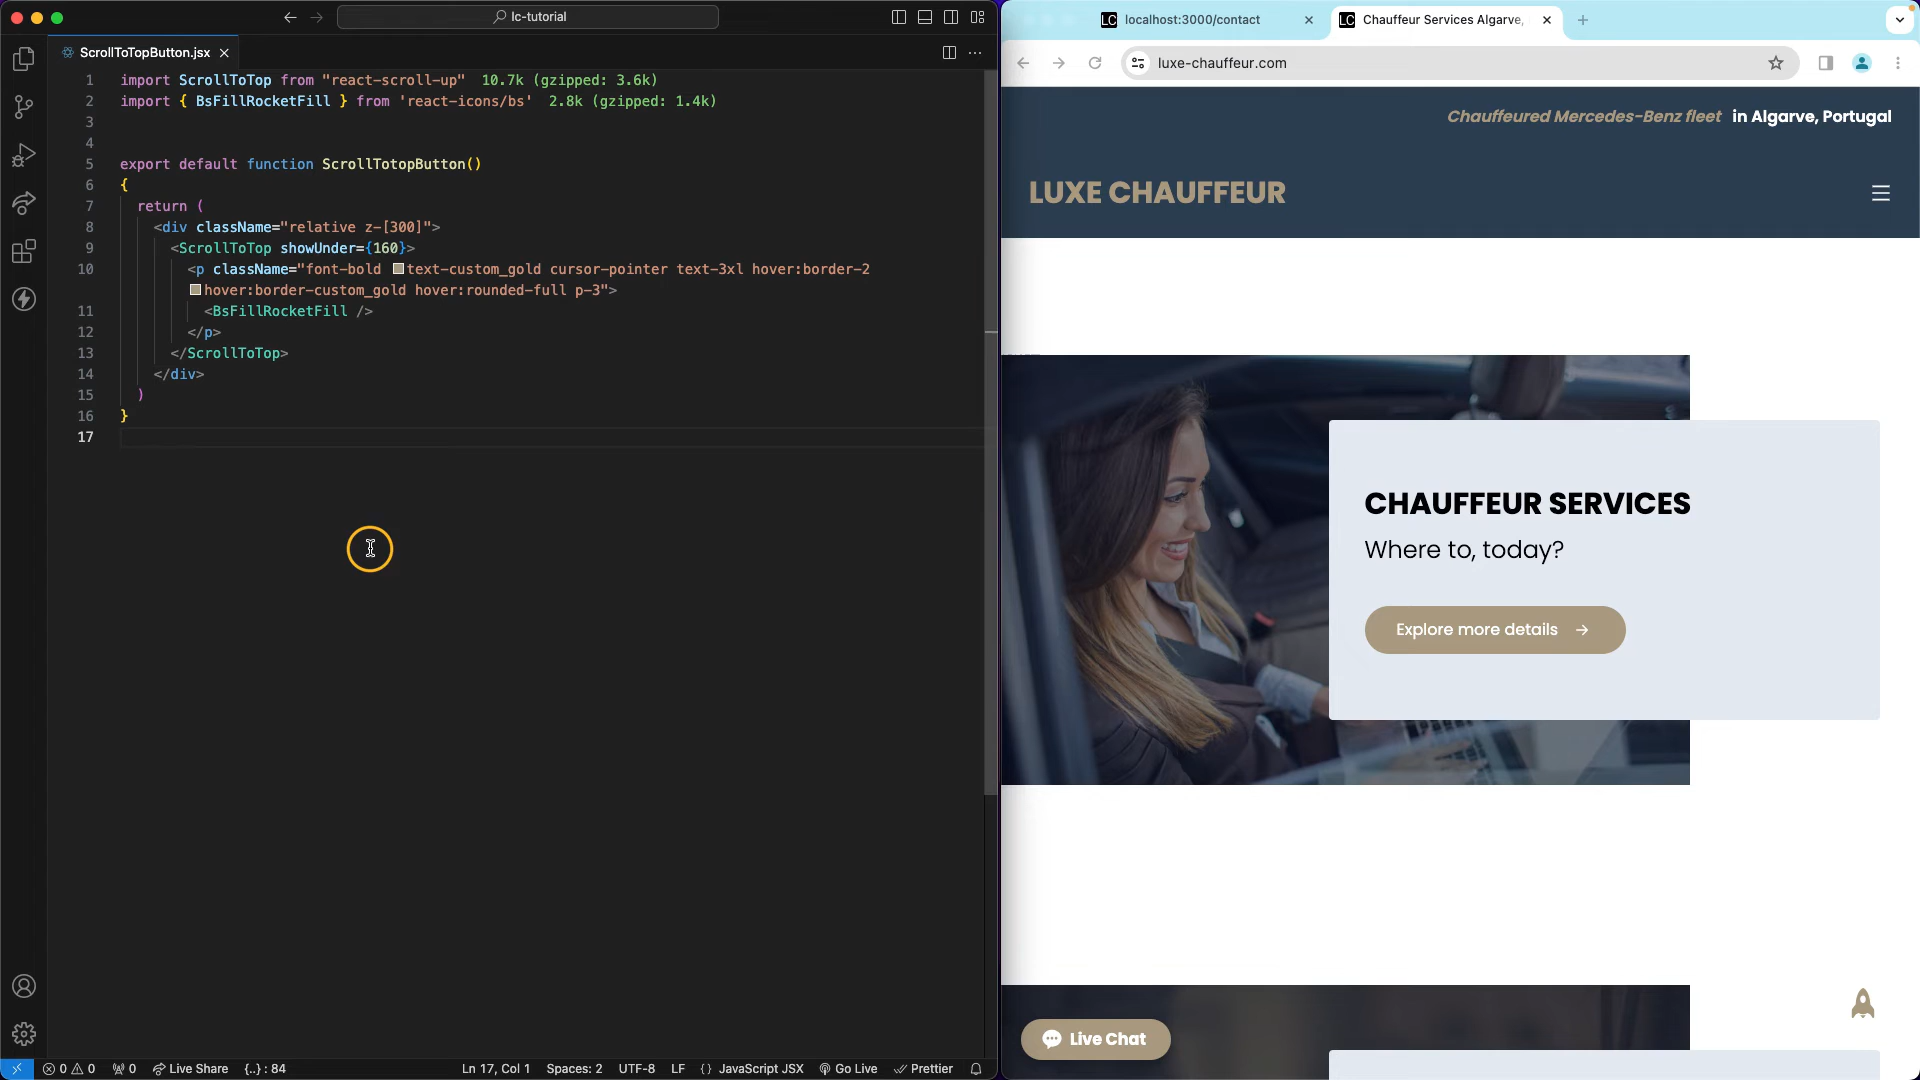 lc-tutorial
ScrollToTopButton.jsx
1 import ScrollToTop from "react-scroll-up" 10.7k (gzipped: 3.6k)
2 import { BsFillRocketFill } from 'react-icons/bs' 2.8k (gzipped: 1.4k)
3
4
5 export default function ScrollTotopButton()
6 {
7 return (
8 <div className="relative z-[300]">
9 <ScrollToTop showUnder={160}>
10 <p className="font-bold text-custom_gold cursor-pointer text-3xl hover:border-2
hover:border-custom_gold hover:rounded-full p-3">
11 <BsFillRocketFill />
12 </p>
13 </ScrollToTop>
14 </div>
15 )
16 }
17
0 0 0 Live Share {..} : 84 Ln 17, Col 1 Spaces: 2 UTF-8 LF { } JavaScript JSX Go Live Prettier
LC localhost:3000/contact
LC Chauffeur Services Algarve,
luxe-chauffeur.com
Chauffeured Mercedes-Benz fleet in Algarve, Portugal
LUXE CHAUFFEUR
CHAUFFEUR SERVICES
Where to, today?
Explore more details →
Live Chat